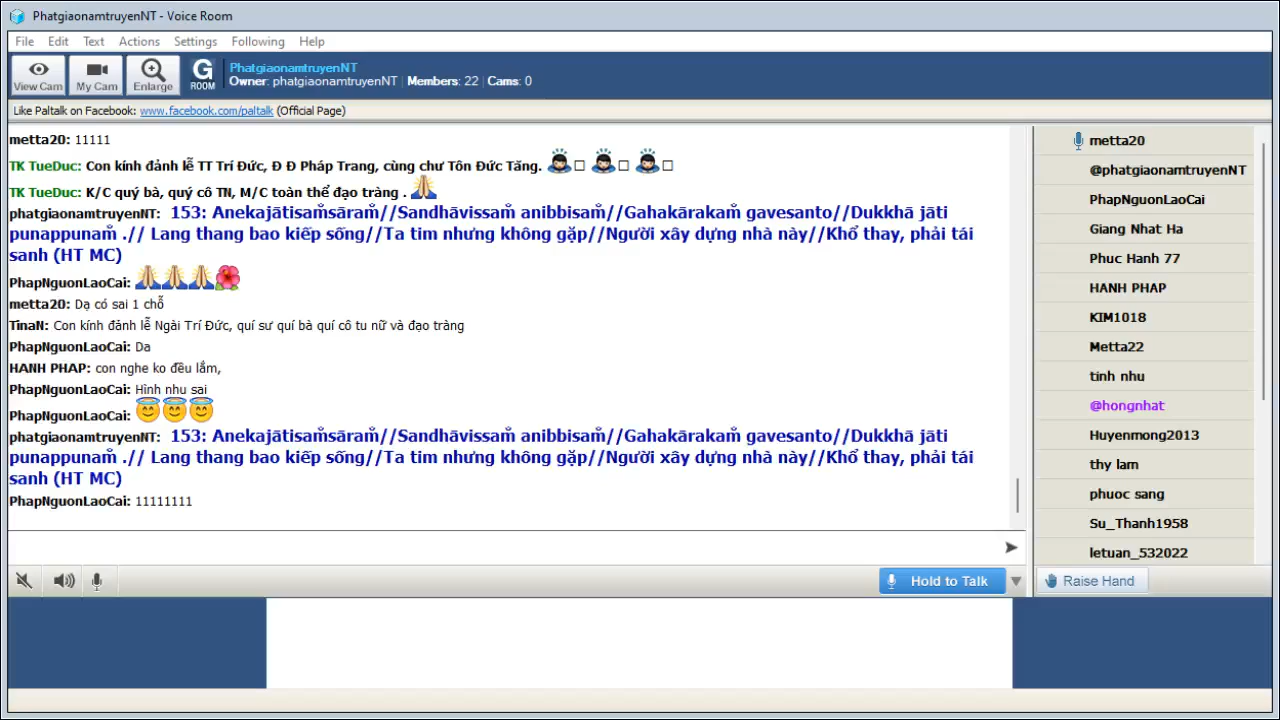 PhatgiaonamtruyenNT - Voice Room
File Edit Text Actions Settings Following Help
View Cam My Cam Enlarge G ROOM
PhatgiaonamtruyenNT
Owner: phatgiaonamtruyenNT | Members: 22 | Cams: 0
Like Paltalk on Facebook: www.facebook.com/paltalk (Official Page)
metta20: 11111
TK TueDuc: Con kính đảnh lễ TT Trí Đức, Đ Đ Pháp Trang, cùng chư Tôn Đức Tăng.
TK TueDuc: K/C quý bà, quý cô TN, M/C toàn thể đạo tràng .
phatgiaonamtruyenNT: 153: Anekajātisaṁsāraṁ//Sandhāvissaṁ anibbisaṁ//Gahakārakaṁ gavesanto//Dukkhā jāti
punappunaṁ .// Lang thang bao kiếp sống//Ta tìm nhưng không gặp//Người xây dựng nhà này//Khổ thay, phải tái
sanh (HT MC)
PhapNguonLaoCai:
metta20: Dạ có sai 1 chỗ
TinaN: Con kính đảnh lễ Ngài Trí Đức, quí sư quí bà quí cô tu nữ và đạo tràng
PhapNguonLaoCai: Da
HANH PHAP: con nghe ko đều lắm,
PhapNguonLaoCai: Hình nhu sai
PhapNguonLaoCai:
phatgiaonamtruyenNT: 153: Anekajātisaṁsāraṁ//Sandhāvissaṁ anibbisaṁ//Gahakārakaṁ gavesanto//Dukkhā jāti
punappunaṁ .// Lang thang bao kiếp sống//Ta tìm nhưng không gặp//Người xây dựng nhà này//Khổ thay, phải tái
sanh (HT MC)
PhapNguonLaoCai: 11111111
Hold to Talk
metta20
@phatgiaonamtruyenNT
PhapNguonLaoCai
Giang Nhat Ha
Phuc Hanh 77
HANH PHAP
KIM1018
Metta22
tinh nhu
@hongnhat
Huyenmong2013
thy lam
phuoc sang
Su_Thanh1958
letuan_532022
Raise Hand